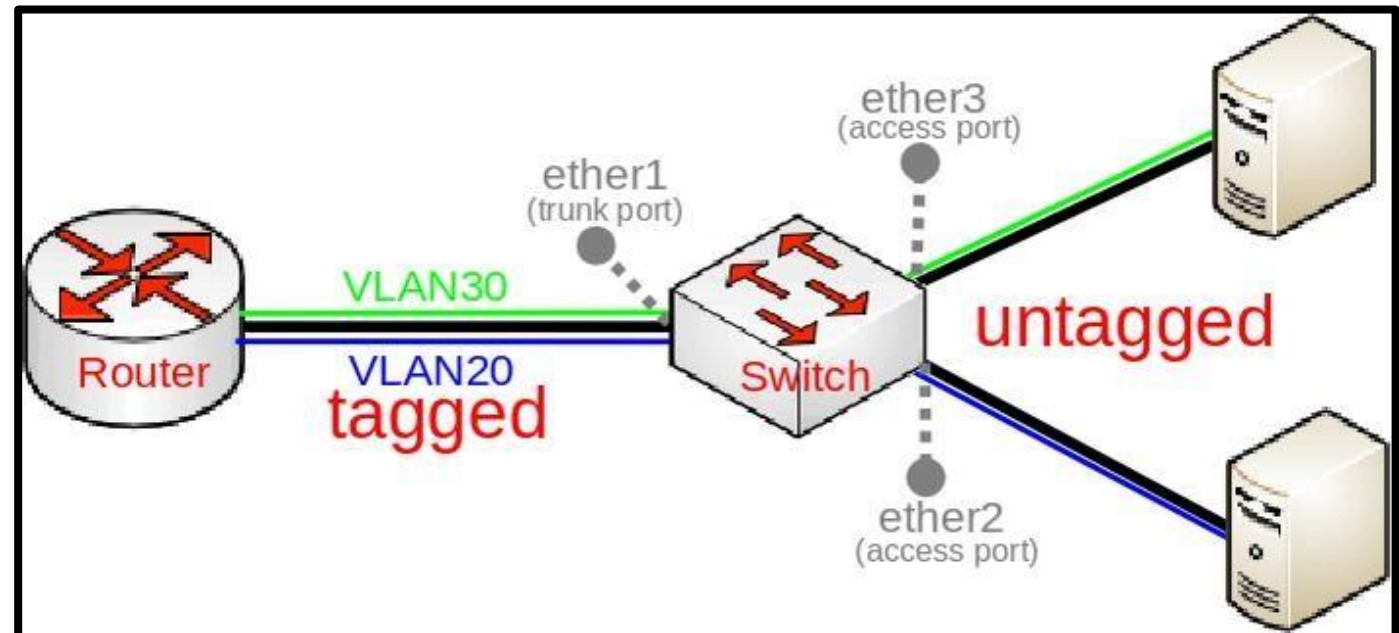 ether3
(access port)
ether1
(trunk port)
VLAN30
untagged
Router
VLAN20
Switch
tagged
ether2
(access port)